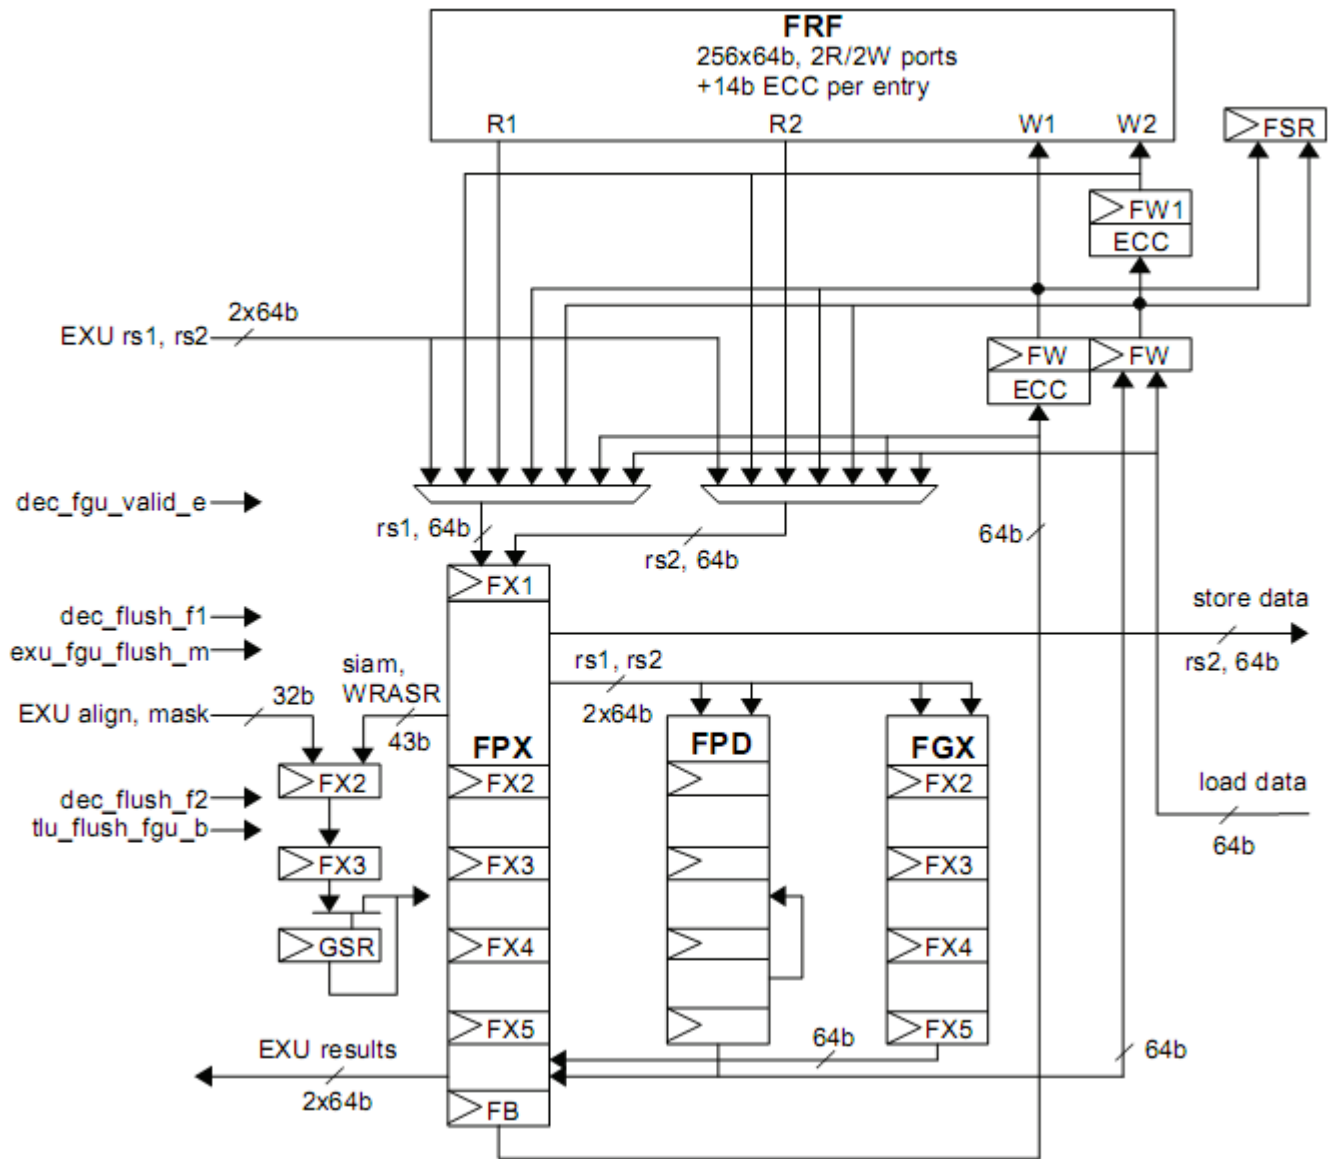 FRF
256x64b, 2R/2W ports
+14b ECC per entry
R1
R2
W1
W2
FSR
FW1
ECC
2x64b
EXU rs1, rs2
FW
FW
ECC
dec_fgu_valid_e
rs1, 64b
rs2, 64b
64b
FX1
store data
dec_flush_f1
exu_fgu_flush_m
siam,
WRASR
rs1, rs2
rs2, 64b
32b
EXU align, mask
43b
2x64b
FPX
FPD
FGX
FX2
FX2
FX2
load data
dec_flush_f2
tlu_flush_fgu_b
64b
FX3
FX3
FX3
GSR
FX4
FX4
FX5
FX5
EXU results
64b
64b
2x64b
FB